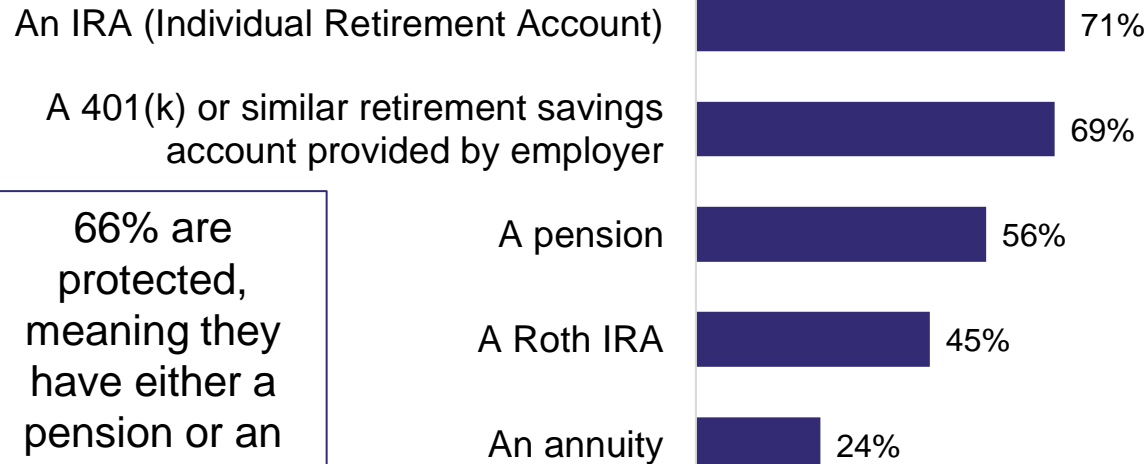 An IRA (Individual Retirement Account)
71%
A 401(k) or similar retirement savings
account provided by employer
69%
66% are
protected,
meaning they
have either a
pension or an
A pension
56%
A Roth IRA
45%
An annuity
24%